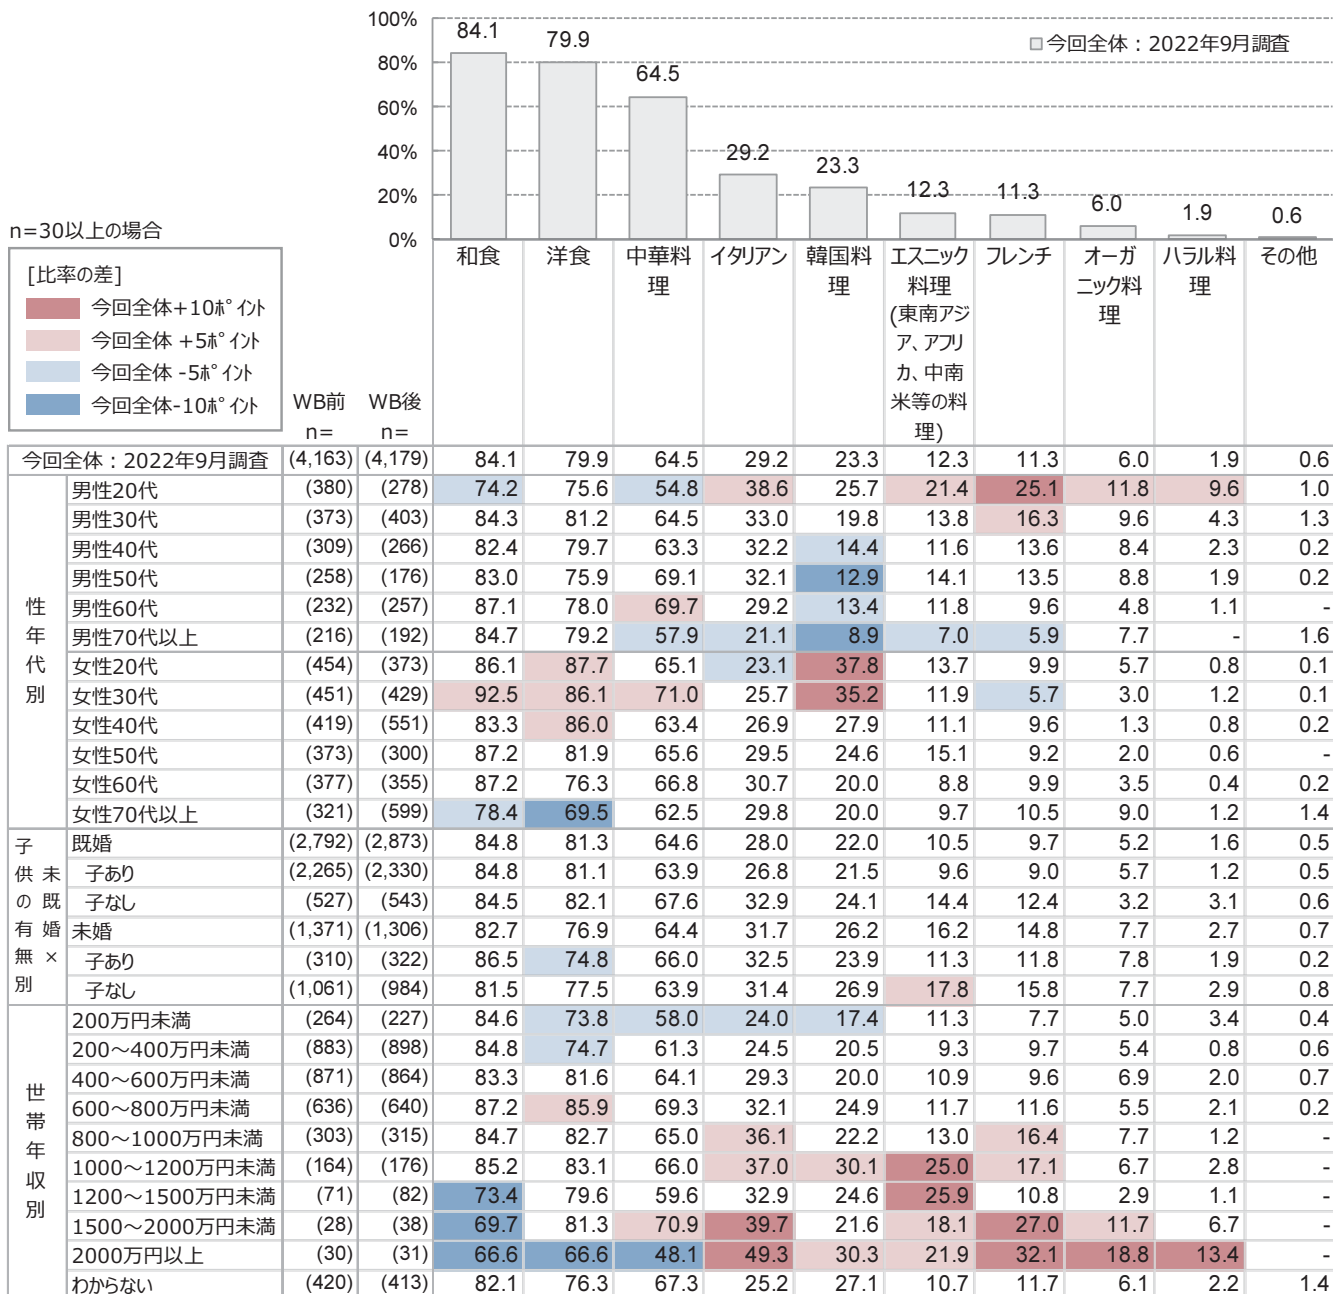 100%
80%
60%
40%
20%
0%
84.1
79.9
64.5
29.2
23.3
12.3
11.3
6.0
1.9
0.6
今回全体：2022年9月調査
n=30以上の場合
[比率の差]
今回全体+10ﾎﾟｲﾝﾄ
今回全体 +5ﾎﾟｲﾝﾄ
今回全体 -5ﾎﾟｲﾝﾄ
今回全体-10ﾎﾟｲﾝﾄ
WB前
n=
WB後
n=
和食
洋食
中華料
理
イタリアン
韓国料
理
エスニック
料理
(東南アジ
ア、アフリ
カ、中南
米等の料
理)
フレンチ
オーガ
ニック料
理
ハラル料
理
その他
今回全体：2022年9月調査 (4,163) (4,179) 84.1 79.9 64.5 29.2 23.3 12.3 11.3 6.0 1.9 0.6
性年代別
男性20代 (380) (278) 74.2 75.6 54.8 38.6 25.7 21.4 25.1 11.8 9.6 1.0
男性30代 (373) (403) 84.3 81.2 64.5 33.0 19.8 13.8 16.3 9.6 4.3 1.3
男性40代 (309) (266) 82.4 79.7 63.3 32.2 14.4 11.6 13.6 8.4 2.3 0.2
男性50代 (258) (176) 83.0 75.9 69.1 32.1 12.9 14.1 13.5 8.8 1.9 0.2
男性60代 (232) (257) 87.1 78.0 69.7 29.2 13.4 11.8 9.6 4.8 1.1 -
男性70代以上 (216) (192) 84.7 79.2 57.9 21.1 8.9 7.0 5.9 7.7 - 1.6
女性20代 (454) (373) 86.1 87.7 65.1 23.1 37.8 13.7 9.9 5.7 0.8 0.1
女性30代 (451) (429) 92.5 86.1 71.0 25.7 35.2 11.9 5.7 3.0 1.2 0.1
女性40代 (419) (551) 83.3 86.0 63.4 26.9 27.9 11.1 9.6 1.3 0.8 0.2
女性50代 (373) (300) 87.2 81.9 65.6 29.5 24.6 15.1 9.2 2.0 0.6 -
女性60代 (377) (355) 87.2 76.3 66.8 30.7 20.0 8.8 9.9 3.5 0.4 0.2
女性70代以上 (321) (599) 78.4 69.5 62.5 29.8 20.0 9.7 10.5 9.0 1.2 1.4
未既婚×
子供の有無別
既婚 (2,792) (2,873) 84.8 81.3 64.6 28.0 22.0 10.5 9.7 5.2 1.6 0.5
子あり (2,265) (2,330) 84.8 81.1 63.9 26.8 21.5 9.6 9.0 5.7 1.2 0.5
子なし (527) (543) 84.5 82.1 67.6 32.9 24.1 14.4 12.4 3.2 3.1 0.6
未婚 (1,371) (1,306) 82.7 76.9 64.4 31.7 26.2 16.2 14.8 7.7 2.7 0.7
子あり (310) (322) 86.5 74.8 66.0 32.5 23.9 11.3 11.8 7.8 1.9 0.2
子なし (1,061) (984) 81.5 77.5 63.9 31.4 26.9 17.8 15.8 7.7 2.9 0.8
世帯年収別
200万円未満 (264) (227) 84.6 73.8 58.0 24.0 17.4 11.3 7.7 5.0 3.4 0.4
200～400万円未満 (883) (898) 84.8 74.7 61.3 24.5 20.5 9.3 9.7 5.4 0.8 0.6
400～600万円未満 (871) (864) 83.3 81.6 64.1 29.3 20.0 10.9 9.6 6.9 2.0 0.7
600～800万円未満 (636) (640) 87.2 85.9 69.3 32.1 24.9 11.7 11.6 5.5 2.1 0.2
800～1000万円未満 (303) (315) 84.7 82.7 65.0 36.1 22.2 13.0 16.4 7.7 1.2 -
1000～1200万円未満 (164) (176) 85.2 83.1 66.0 37.0 30.1 25.0 17.1 6.7 2.8 -
1200～1500万円未満 (71) (82) 73.4 79.6 59.6 32.9 24.6 25.9 10.8 2.9 1.1 -
1500～2000万円未満 (28) (38) 69.7 81.3 70.9 39.7 21.6 18.1 27.0 11.7 6.7 -
2000万円以上 (30) (31) 66.6 66.6 48.1 49.3 30.3 21.9 32.1 18.8 13.4 -
わからない (420) (413) 82.1 76.3 67.3 25.2 27.1 10.7 11.7 6.1 2.2 1.4